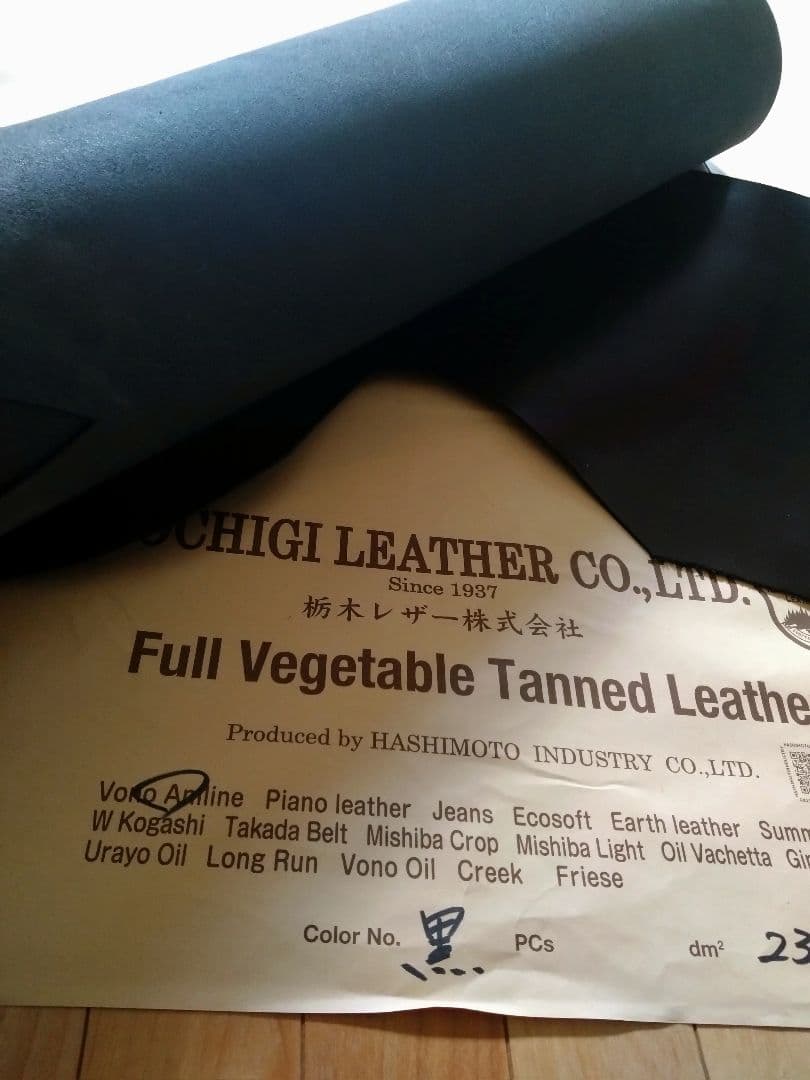 OCHIGI LEATHER CO.,LTD.
Since 1937
栃木レザー株式会社
Full Vegetable Tanned Leathe
Produced by HASHIMOTO INDUSTRY CO.,LTD.
Vono Aniline Piano leather Jeans Ecosoft Earth leather Summ
W Kogashi Takada Belt Mishiba Crop Mishiba Light Oil Vachetta Gir
Urayo Oil Long Run Vono Oil Creek Friese
Color No. 黒 PCs dm² 23